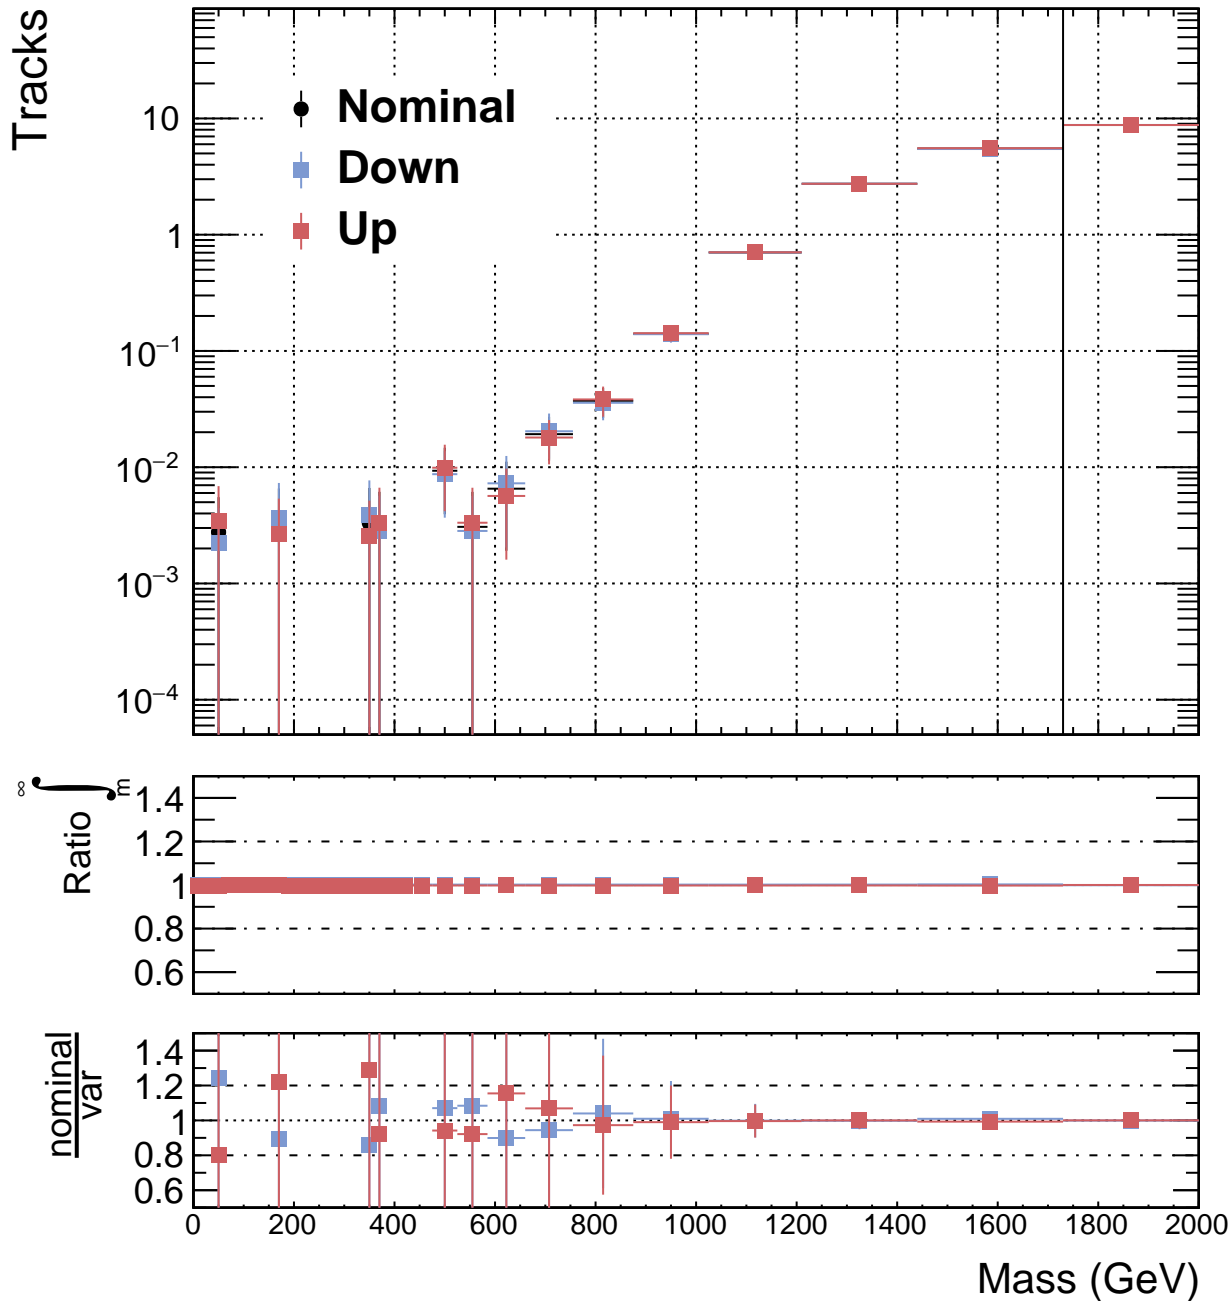 Tracks
Nominal
Down
Up
10
1
10⁻¹
10⁻²
10⁻³
10⁻⁴
Ratio ∫ₘ^∞
1.4
1.2
1
0.8
0.6
nominal
var
1.4
1.2
1
0.8
0.6
0 200 400 600 800 1000 1200 1400 1600 1800 2000
Mass (GeV)